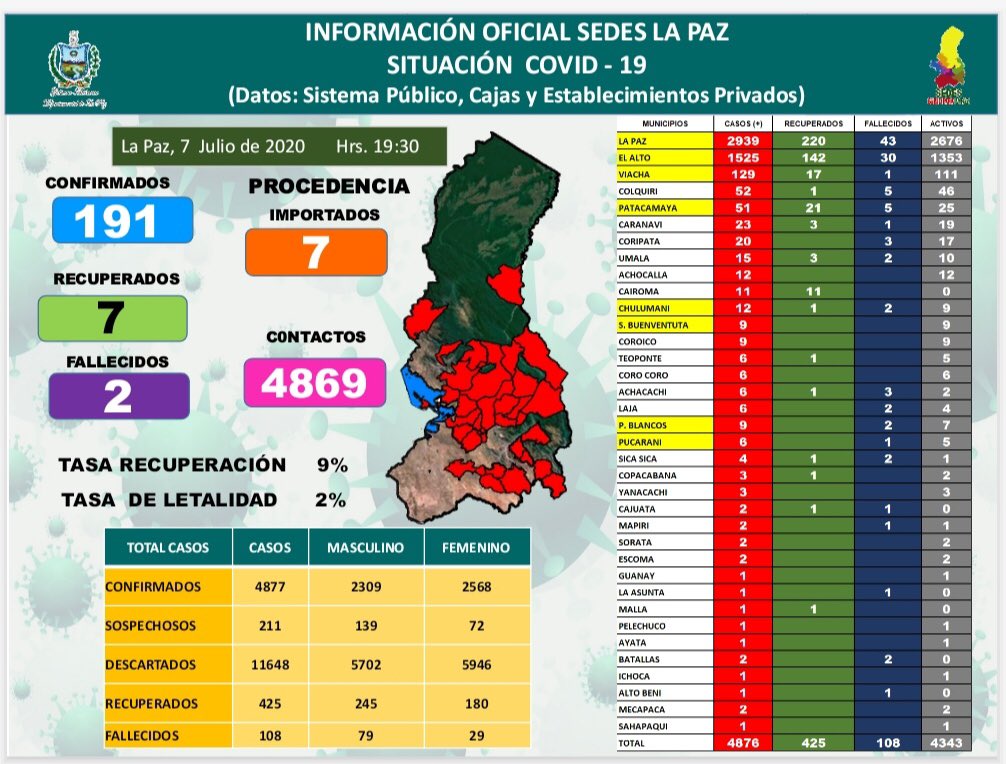 INFORMACIÓN OFICIAL SEDES LA PAZ
SITUACIÓN COVID - 19
(Datos: Sistema Público, Cajas y Establecimientos Privados)
SEDES
La Paz, 7 Julio de 2020 Hrs. 19:30
CONFIRMADOS
191
RECUPERADOS
7
FALLECIDOS
2
PROCEDENCIA
IMPORTADOS
7
CONTACTOS
4869
TASA RECUPERACIÓN 9%
TASA DE LETALIDAD 2%
TOTAL CASOS CASOS MASCULINO FEMENINO
CONFIRMADOS 4877 2309 2568
SOSPECHOSOS 211 139 72
DESCARTADOS 11648 5702 5946
RECUPERADOS 425 245 180
FALLECIDOS 108 79 29
MUNICIPIOS CASOS (+) RECUPERADOS FALLECIDOS ACTIVOS
LA PAZ 2939 220 43 2676
EL ALTO 1525 142 30 1353
VIACHA 129 17 1 111
COLQUIRI 52 1 5 46
PATACAMAYA 51 21 5 25
CARANAVI 23 3 1 19
CORIPATA 20 3 17
UMALA 15 3 2 10
ACHOCALLA 12 12
CAIROMA 11 11 0
CHULUMANI 12 1 2 9
S. BUENVENTUTA 9 9
COROICO 9 9
TEOPONTE 6 1 5
CORO CORO 6 6
ACHACACHI 6 1 3 2
LAJA 6 2 4
P. BLANCOS 9 2 7
PUCARANI 6 1 5
SICA SICA 4 1 2 1
COPACABANA 3 1 2
YANACACHI 3 3
CAJUATA 2 1 1 0
MAPIRI 2 1 1
SORATA 2 2
ESCOMA 2 2
GUANAY 1 1
LA ASUNTA 1 1 0
MALLA 1 1 0
PELECHUCO 1 1
AYATA 1 1
BATALLAS 2 2 0
ICHOCA 1 1
ALTO BENI 1 1 0
MECAPACA 2 2
SAHAPAQUI 1 1
TOTAL 4876 425 108 4343